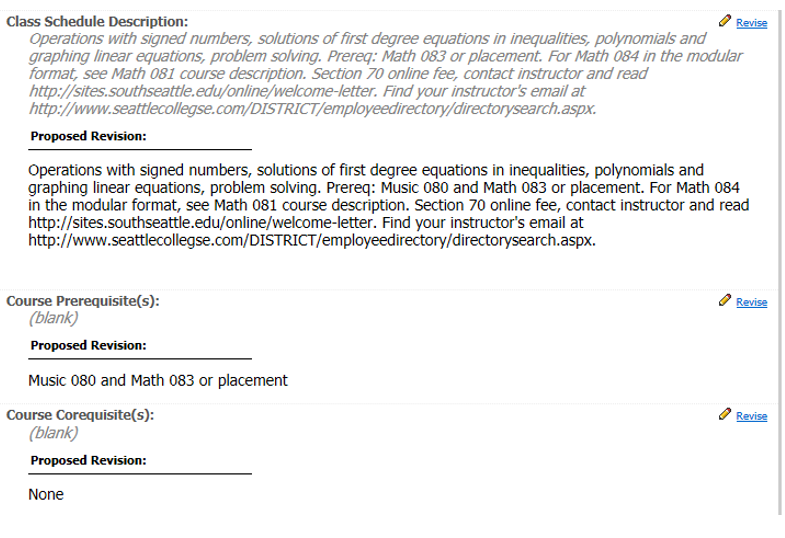 Class Schedule Description:
Revise
Operations with signed numbers, solutions of first degree equations in inequalities, polynomials and
graphing linear equations, problem solving. Prereq: Math 083 or placement. For Math 084 in the modular
format, see Math 081 course description. Section 70 online fee, contact instructor and read
http://sites.southseattle.edu/online/welcome-letter. Find your instructor's email at
http://www.seattlecollegse.com/DISTRICT/employeedirectory/directorysearch.aspx.
Proposed Revision:
Operations with signed numbers, solutions of first degree equations in inequalities, polynomials and
graphing linear equations, problem solving. Prereq: Music 080 and Math 083 or placement. For Math 084
in the modular format, see Math 081 course description. Section 70 online fee, contact instructor and read
http://sites.southseattle.edu/online/welcome-letter. Find your instructor's email at
http://www.seattlecollegse.com/DISTRICT/employeedirectory/directorysearch.aspx.
Course Prerequisite(s):
Revise
(blank)
Proposed Revision:
Music 080 and Math 083 or placement
Course Corequisite(s):
Revise
(blank)
Proposed Revision:
None